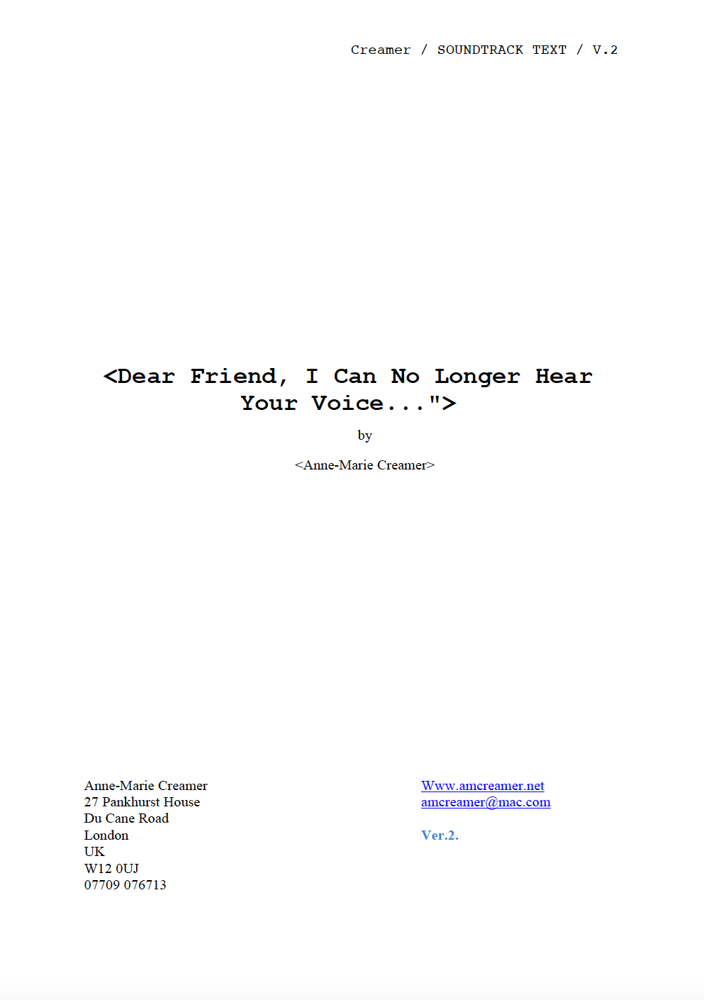 Creamer / SOUNDTRACK TEXT / V.2
<Dear Friend, I Can No Longer Hear
Your Voice...">
by
<Anne-Marie Creamer>
Anne-Marie Creamer
27 Pankhurst House
Du Cane Road
London
UK
W12 0UJ
07709 076713
Www.amcreamer.net
amcreamer@mac.com
Ver.2.